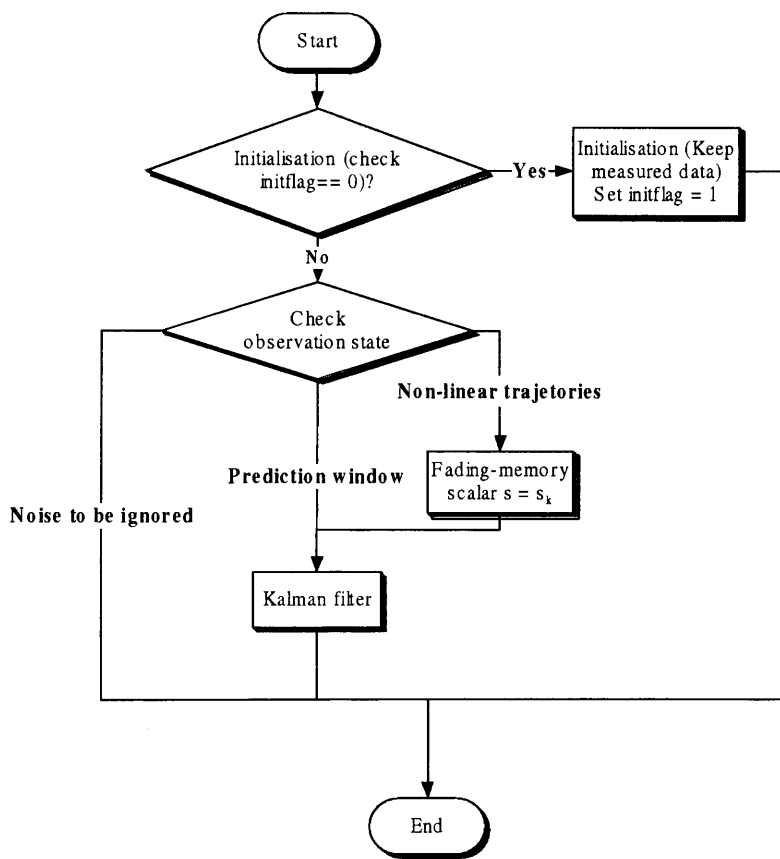 Start
Initialisation (check
initflag== 0)?
Yes
Initialisation (Keep
measured data)
Set initflag = 1
No
Check
observation state
Non-linear trajetories
Prediction window
Fading-memory
scalar s = sₖ
Noise to be ignored
Kalman filter
End